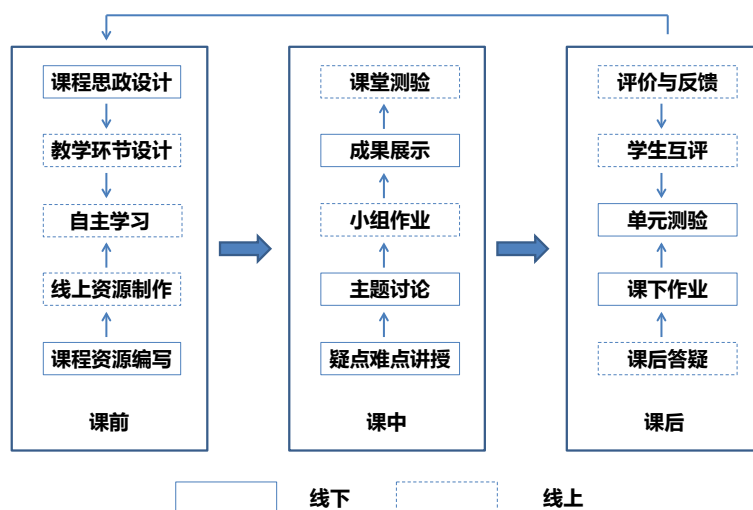 课程思政设计
教学环节设计
自主学习
线上资源制作
课程资源编写
课前
课堂测验
成果展示
小组作业
主题讨论
疑点难点讲授
课中
评价与反馈
学生互评
单元测验
课下作业
课后答疑
课后
线下
线上